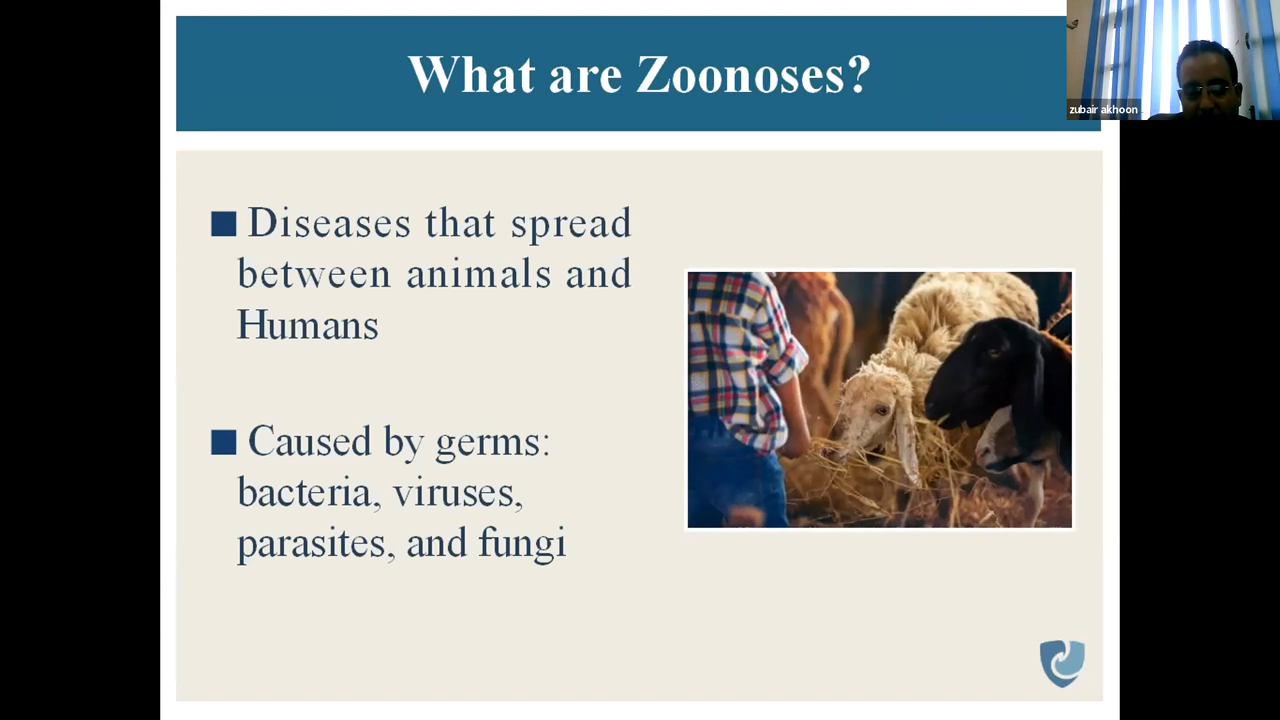 What are Zoonoses?
zubair akhoon
■ Diseases that spread
between animals and
Humans
■ Caused by germs:
bacteria, viruses,
parasites, and fungi